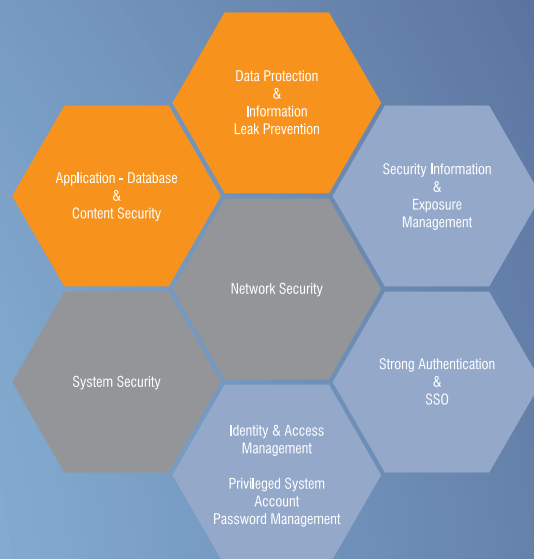 Data Protection
&
Information
Leak Prevention
Application - Database
&
Content Security
Security Information
&
Exposure
Management
Network Security
System Security
Strong Authentication
&
SSO
Identity & Access
Management
Privileged System
Account
Password Management